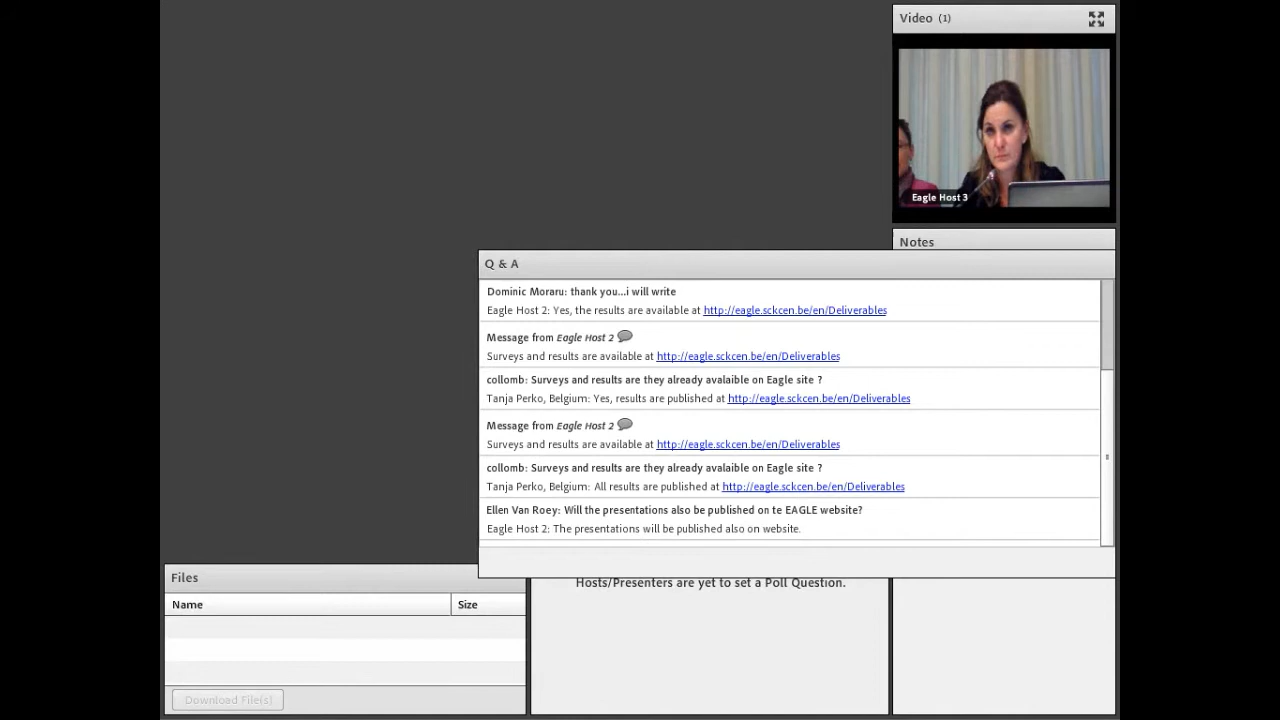 Video (1)
Eagle Host 3
Notes
Q & A
Dominic Moraru: thank you...i will write
Eagle Host 2: Yes, the results are available at http://eagle.sckcen.be/en/Deliverables
Message from Eagle Host 2
Surveys and results are available at http://eagle.sckcen.be/en/Deliverables
collomb: Surveys and results are they already avalaible on Eagle site ?
Tanja Perko, Belgium: Yes, results are published at http://eagle.sckcen.be/en/Deliverables
Message from Eagle Host 2
Surveys and results are available at http://eagle.sckcen.be/en/Deliverables
collomb: Surveys and results are they already avalaible on Eagle site ?
Tanja Perko, Belgium: All results are published at http://eagle.sckcen.be/en/Deliverables
Ellen Van Roey: Will the presentations also be published on te EAGLE website?
Eagle Host 2: The presentations will be published also on website.
Hosts/Presenters are yet to set a Poll Question.
Files
Name Size
Download File(s)